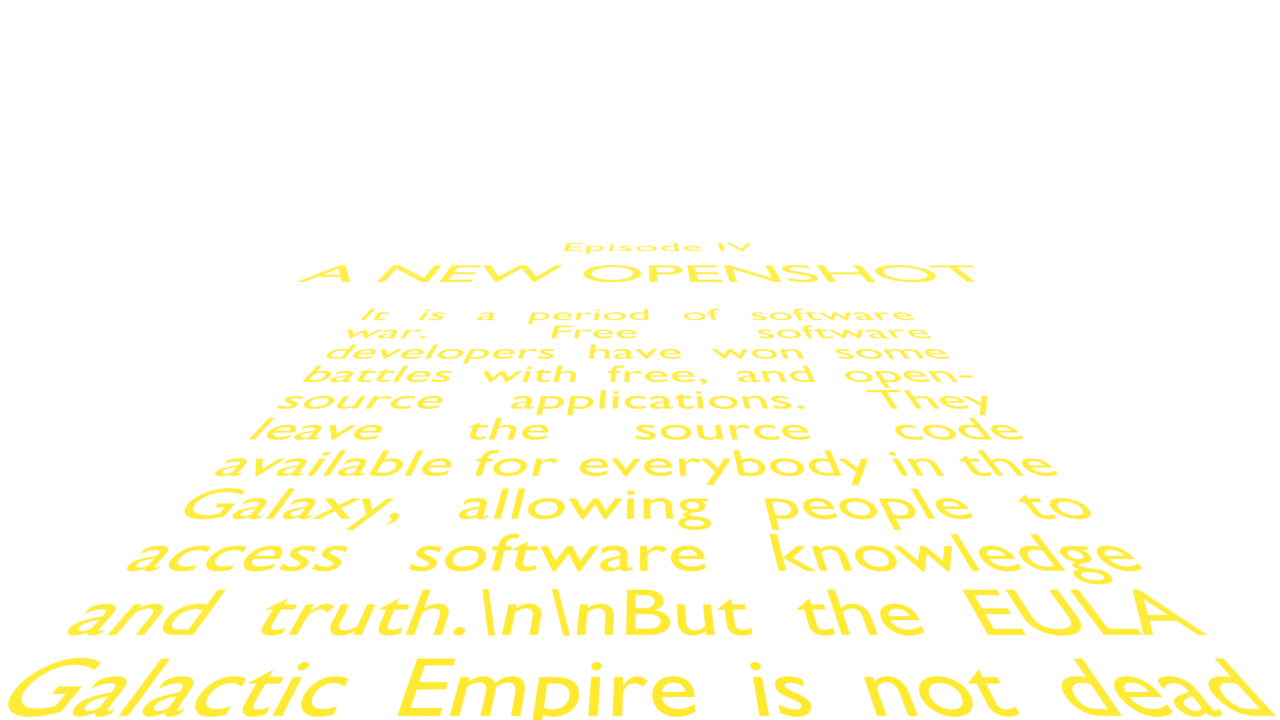 Episode IV
A NEW OPENSHOT
It is a period of software
war. Free software
developers have won some
battles with free, and open-
source applications. They
leave the source code
available for everybody in the
Galaxy, allowing people to
access software knowledge
and truth.\n\nBut the EULA
Galactic Empire is not dead